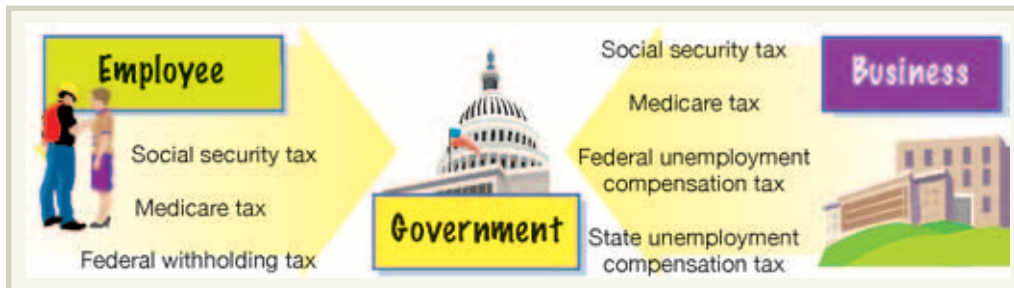 Employee
Social security tax
Medicare tax
Federal withholding tax
Government
Social security tax
Medicare tax
Federal unemployment
compensation tax
State unemployment
compensation tax
Business